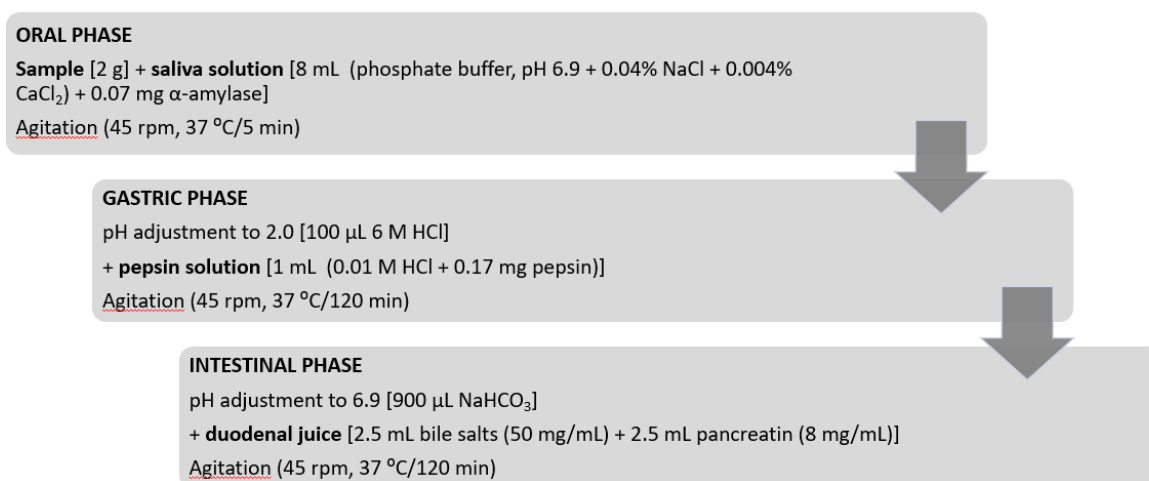 ORAL PHASE
Sample [2 g] + saliva solution [8 mL  (phosphate buffer, pH 6.9 + 0.04% NaCl + 0.004%
CaCl₂) + 0.07 mg α-amylase]
Agitation (45 rpm, 37 ⁰C/5 min)
GASTRIC PHASE
pH adjustment to 2.0 [100 µL 6 M HCl]
+ pepsin solution [1 mL  (0.01 M HCl + 0.17 mg pepsin)]
Agitation (45 rpm, 37 ⁰C/120 min)
INTESTINAL PHASE
pH adjustment to 6.9 [900 µL NaHCO₃]
+ duodenal juice [2.5 mL bile salts (50 mg/mL) + 2.5 mL pancreatin (8 mg/mL)]
Agitation (45 rpm, 37 ⁰C/120 min)